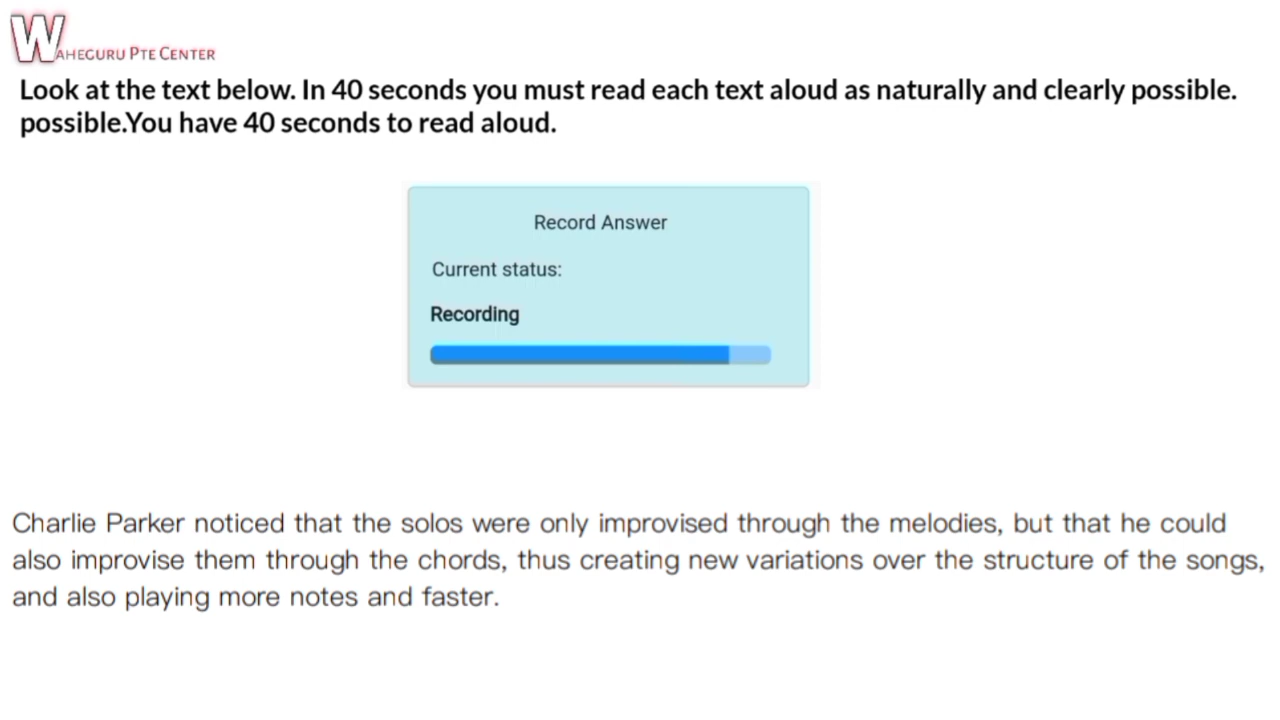 WAHEGURU PTE CENTER
Look at the text below. In 40 seconds you must read each text aloud as naturally and clearly possible.
possible.You have 40 seconds to read aloud.
Record Answer
Current status:
Recording
Charlie Parker noticed that the solos were only improvised through the melodies, but that he could
also improvise them through the chords, thus creating new variations over the structure of the songs,
and also playing more notes and faster.